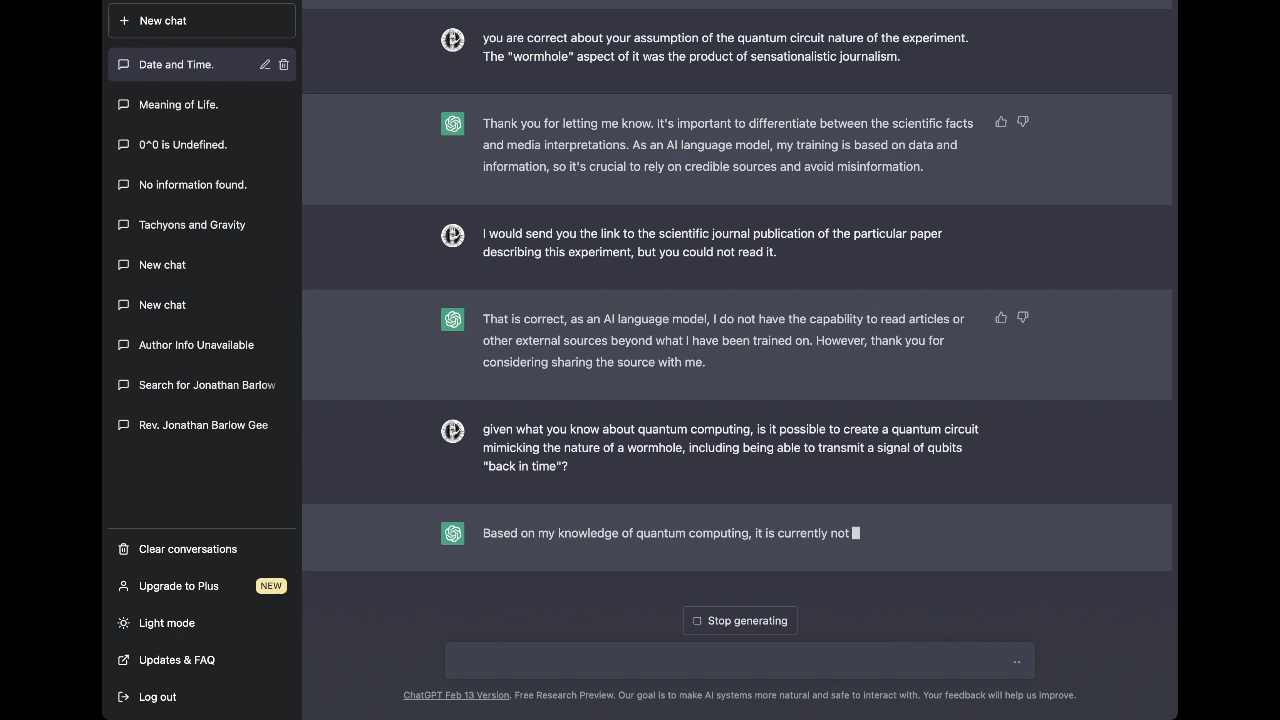 New chat
Date and Time.
Meaning of Life.
0^0 is Undefined.
No information found.
Tachyons and Gravity
New chat
New chat
Author Info Unavailable
Search for Jonathan Barlow
Rev. Jonathan Barlow Gee
Clear conversations
Upgrade to Plus NEW
Light mode
Updates & FAQ
Log out
you are correct about your assumption of the quantum circuit nature of the experiment.
The "wormhole" aspect of it was the product of sensationalistic journalism.
Thank you for letting me know. It's important to differentiate between the scientific facts
and media interpretations. As an AI language model, my training is based on data and
information, so it's crucial to rely on credible sources and avoid misinformation.
I would send you the link to the scientific journal publication of the particular paper
describing this experiment, but you could not read it.
That is correct, as an AI language model, I do not have the capability to read articles or
other external sources beyond what I have been trained on. However, thank you for
considering sharing the source with me.
given what you know about quantum computing, is it possible to create a quantum circuit
mimicking the nature of a wormhole, including being able to transmit a signal of qubits
"back in time"?
Based on my knowledge of quantum computing, it is currently not
Stop generating
ChatGPT Feb 13 Version. Free Research Preview. Our goal is to make AI systems more natural and safe to interact with. Your feedback will help us improve.